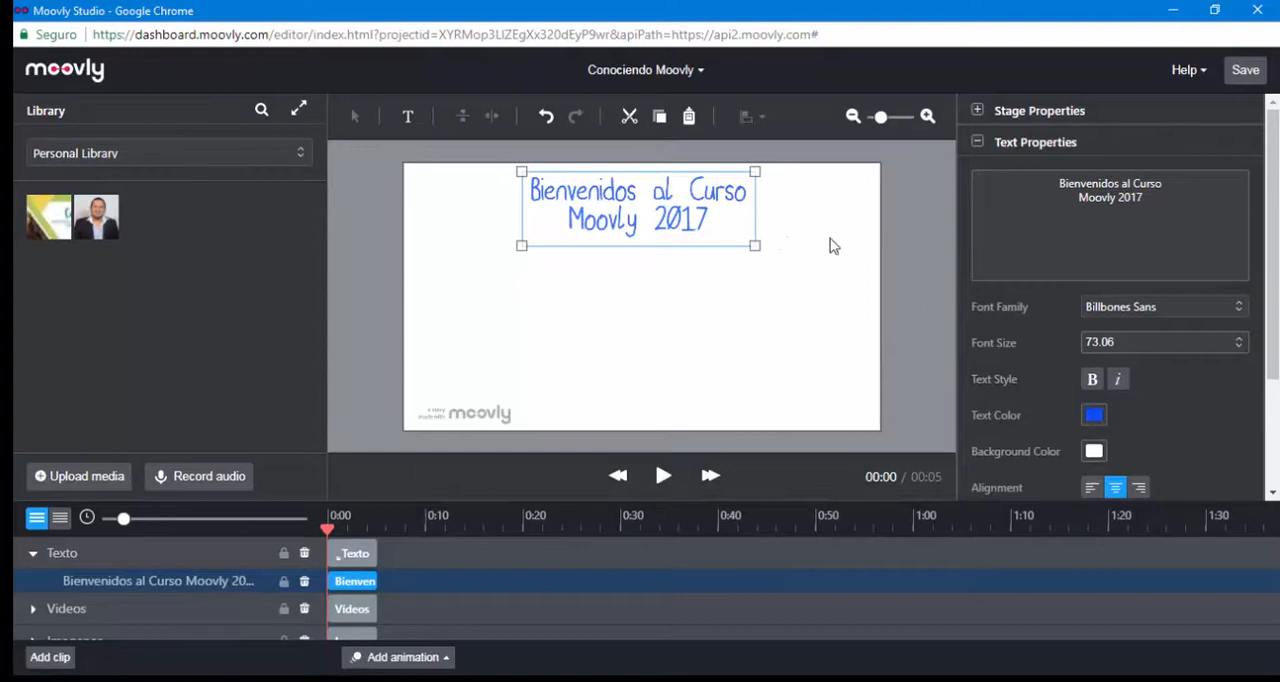 Moovly Studio - Google Chrome
Seguro https://dashboard.moovly.com/editor/index.html?projectid=XYRMop3LlZEgXx320dEyP9wr&apiPath=https://api2.moovly.com#
moovly
Conociendo Moovly
Help
Save
Library
T
Stage Properties
Text Properties
Personal Library
Bienvenidos al Curso
Moovly 2017
Bienvenidos al Curso
Moovly 2017
Font Family
Billbones Sans
Font Size
73.06
Text Style
B i
Text Color
moovly
Background Color
Upload media
Record audio
00:00 / 00:05
Alignment
0:00 0:10 0:20 0:30 0:40 0:50 1:00 1:10 1:20 1:30
Texto
Texto
Bienvenidos al Curso Moovly 20...
Bienven
Videos
Videos
Add clip
Add animation